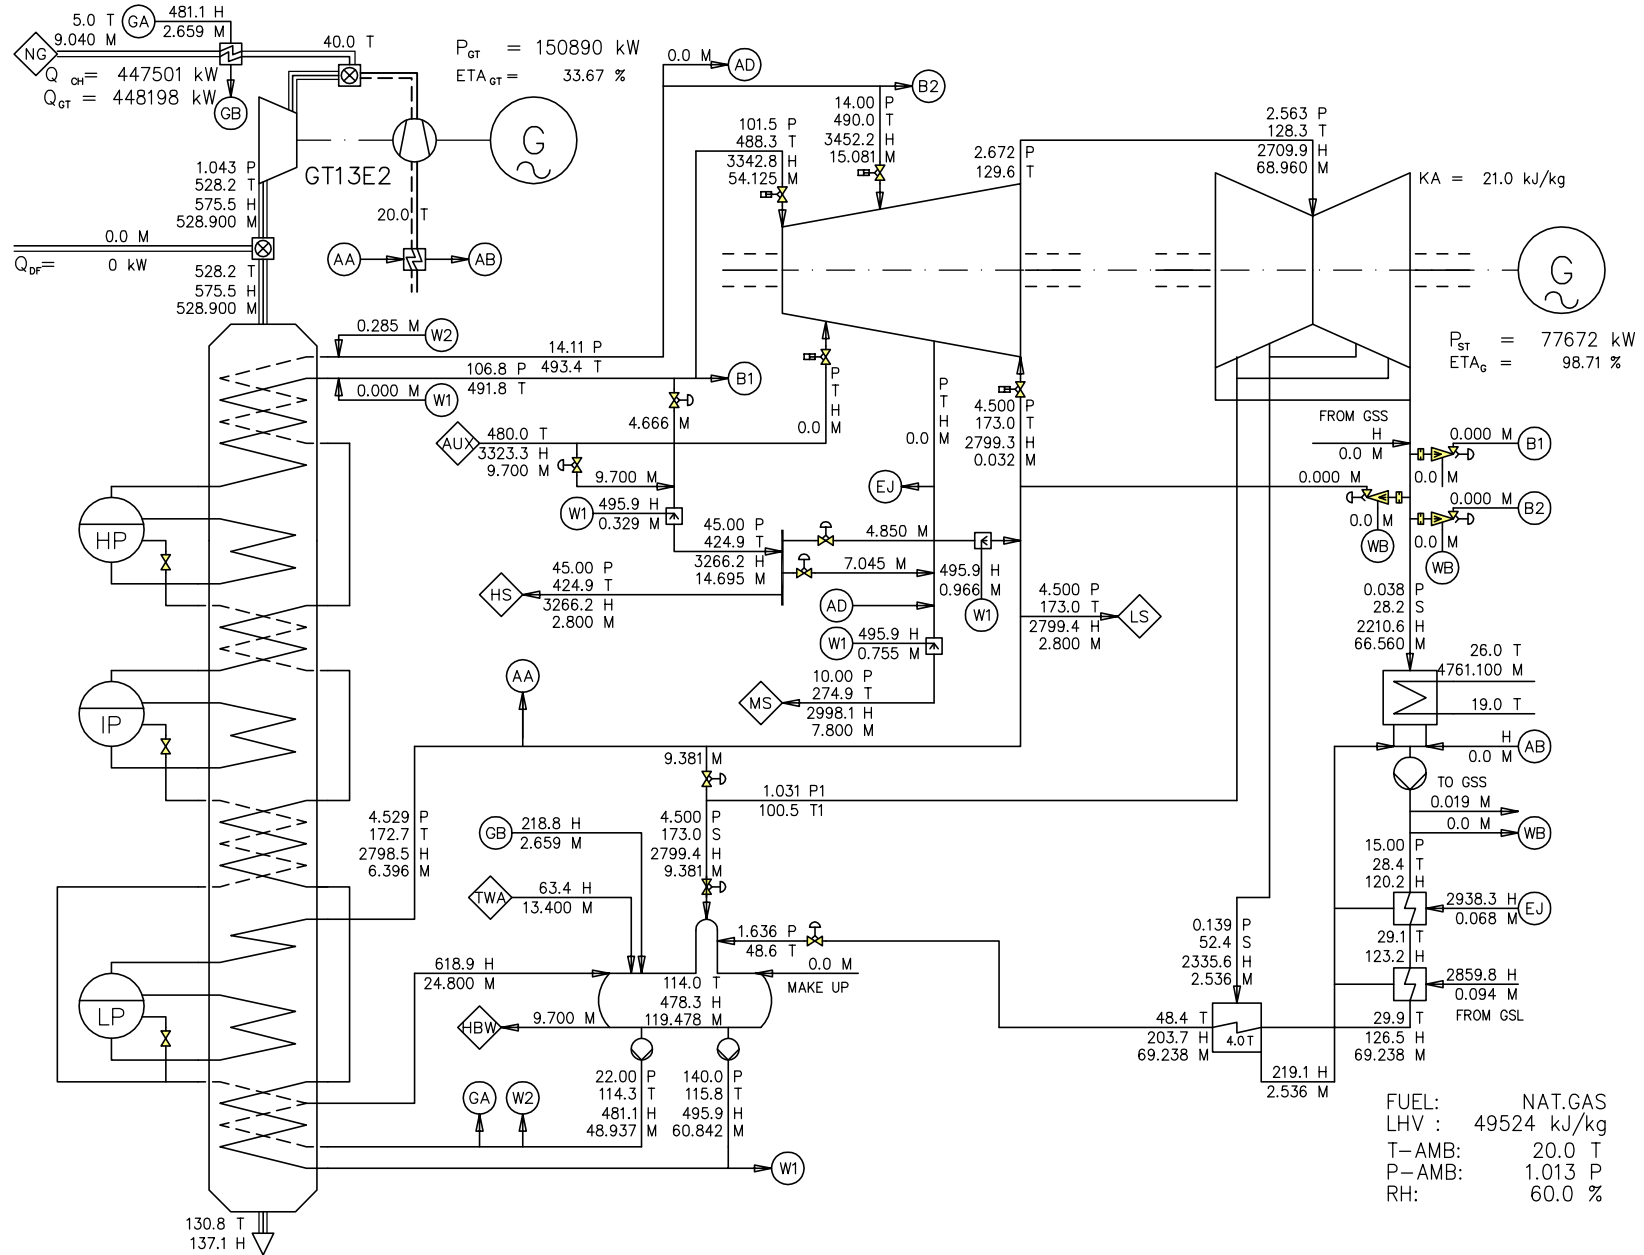 5.0 T
GA
481.1 H
2.659 M
NG
9.040 M
40.0 T
Q CH = 447501 kW
Q GT = 448198 kW
GB
P GT = 150890 kW
ETA GT = 33.67 %
G
GT13E2
1.043 P
528.2 T
575.5 H
528.900 M
20.0 T
AA
AB
0.0 M
Q DF = 0 kW
528.2 T
575.5 H
528.900 M
0.0 M
AD
B2
14.00 P
490.0 T
3452.2 H
15.081 M
101.5 P
488.3 T
3342.8 H
54.125 M
2.672 P
129.6 T
2.563 P
128.3 T
2709.9 H
68.960 M
KA = 21.0 kJ/kg
G
P ST = 77672 kW
ETA G = 98.71 %
0.285 M
W2
14.11 P
493.4 T
106.8 P
491.8 T
B1
0.000 M
W1
4.666 M
AUX
480.0 T
3323.3 H
9.700 M
9.700 M
P
T
H
0.0 M
P
T
H
0.0 M
4.500 P
173.0 T
2799.3 H
0.032 M
FROM GSS
H
0.0 M
0.000 M
B1
0.0 M
0.000 M
0.000 M
B2
0.0 M
WB
0.0 M
WB
EJ
W1
495.9 H
0.329 M
45.00 P
424.9 T
3266.2 H
14.695 M
4.850 M
7.045 M
495.9 H
0.966 M
W1
HS
45.00 P
424.9 T
3266.2 H
2.800 M
AD
W1
495.9 H
0.755 M
4.500 P
173.0 T
2799.4 H
2.800 M
LS
0.038 P
28.2 S
2210.6 H
66.560 M
26.0 T
4761.100 M
19.0 T
HP
IP
LP
AA
MS
10.00 P
274.9 T
2998.1 H
7.800 M
H
0.0 M
AB
TO GSS
0.019 M
0.0 M
WB
9.381 M
1.031 P1
100.5 T1
4.529 P
172.7 T
2798.5 H
6.396 M
GB
218.8 H
2.659 M
4.500 P
173.0 S
2799.4 H
9.381 M
15.00 P
28.4 T
120.2 H
2938.3 H
0.068 M
EJ
29.1 T
123.2 H
2859.8 H
0.094 M
FROM GSL
TWA
63.4 H
13.400 M
1.636 P
48.6 T
0.139 P
52.4 S
2335.6 H
2.536 M
618.9 H
24.800 M
0.0 M
MAKE UP
114.0 T
478.3 H
119.478 M
HBW
9.700 M
48.4 T
203.7 H
69.238 M
4.0T
29.9 T
126.5 H
69.238 M
219.1 H
2.536 M
GA
W2
22.00 P
114.3 T
481.1 H
48.937 M
140.0 P
115.8 T
495.9 H
60.842 M
W1
130.8 T
137.1 H
FUEL: NAT.GAS
LHV : 49524 kJ/kg
T-AMB: 20.0 T
P-AMB: 1.013 P
RH: 60.0 %